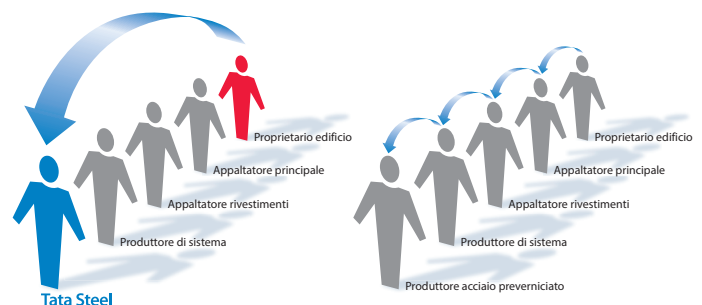 Proprietario edificio
Appaltatore principale
Appaltatore rivestimenti
Produttore di sistema
Tata Steel
Proprietario edificio
Appaltatore principale
Appaltatore rivestimenti
Produttore di sistema
Produttore acciaio preverniciato